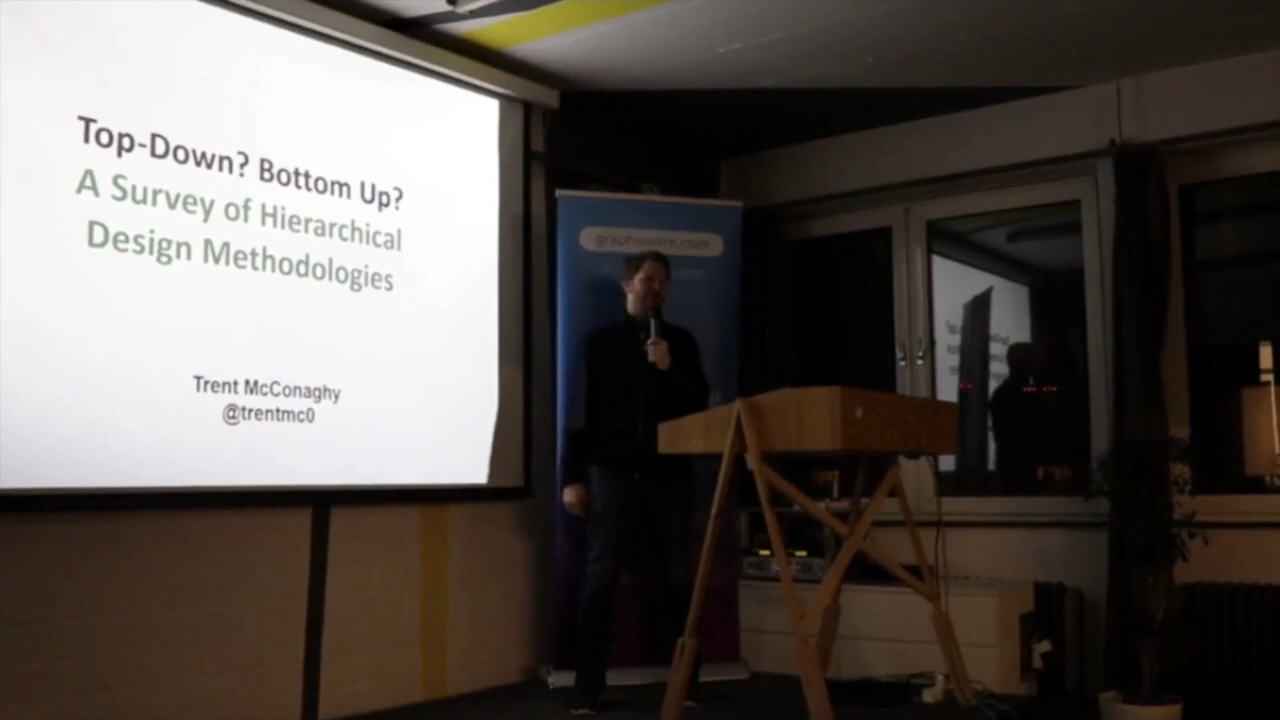 Top-Down? Bottom Up?
A Survey of Hierarchical
Design Methodologies
Trent McConaghy
@trentmc0
graphaware.com